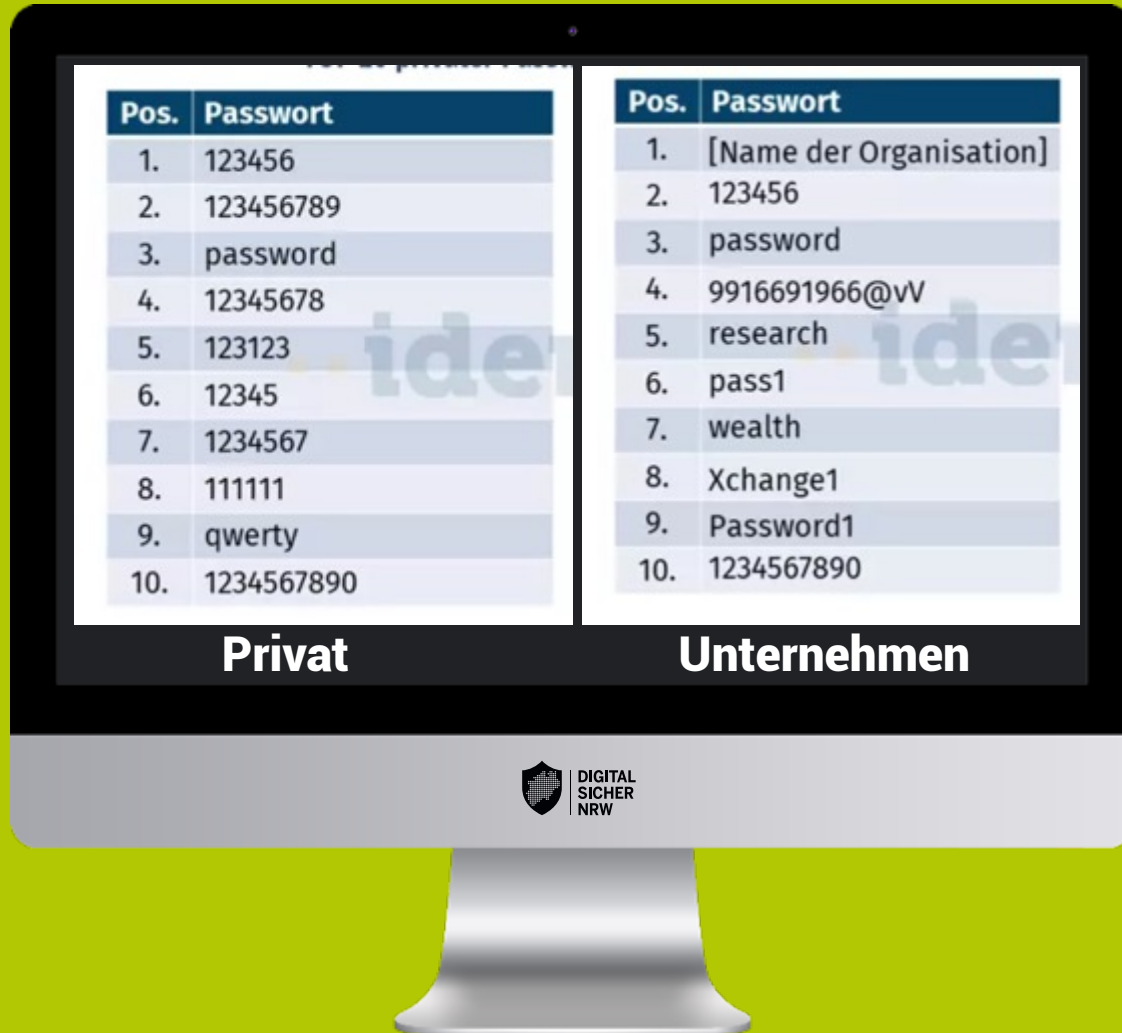 Pos. Passwort
1. 123456
2. 123456789
3. password
4. 12345678
5. 123123
6. 12345
7. 1234567
8. 111111
9. qwerty
10. 1234567890
Privat
Pos. Passwort
1. [Name der Organisation]
2. 123456
3. password
4. 9916691966@vV
5. research
6. pass1
7. wealth
8. Xchange1
9. Password1
10. 1234567890
Unternehmen
DIGITAL
SICHER
NRW